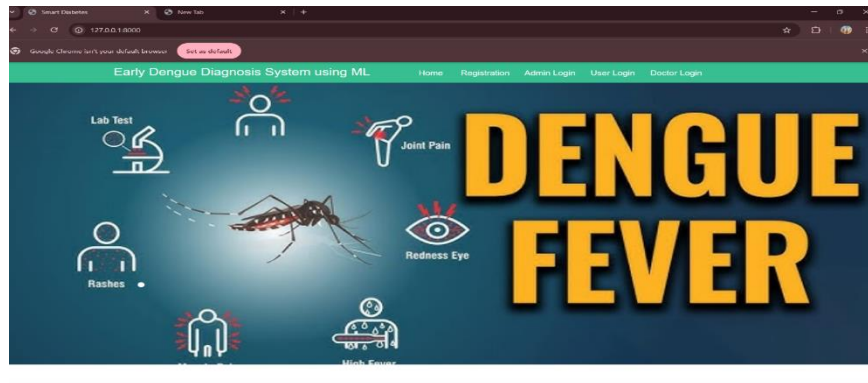 Smart Diabetes
New Tab
127.0.0.1:8000
Google Chrome isn't your default browser
Set as default
Early Dengue Diagnosis System using ML
Home
Registration
Admin Login
User Login
Doctor Login
Lab Test
Joint Pain
DENGUE
FEVER
Redness Eye
Rashes
High Fever